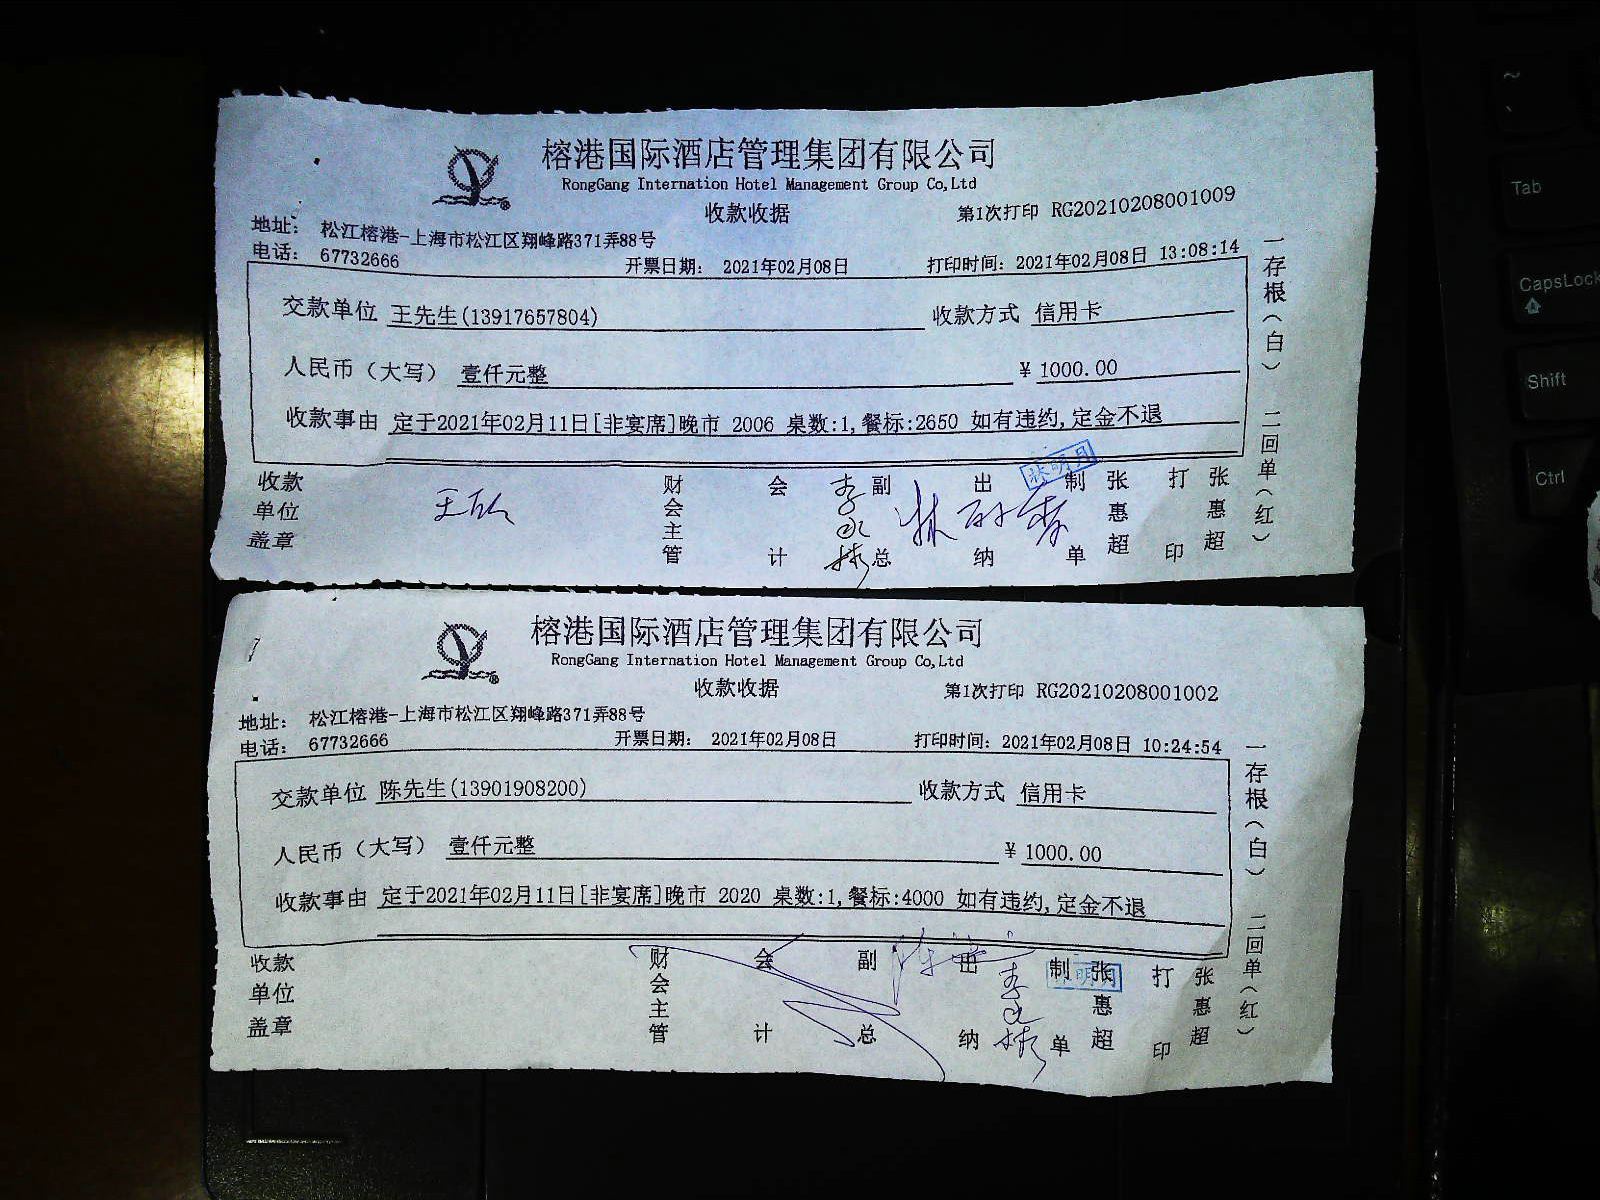 榕港国际酒店管理集团有限公司
RongGang Internation Hotel Management Group Co,Ltd
收款收据
第1次打印 RG20210208001009
地址： 松江榕港-上海市松江区翔峰路371弄88号
电话： 67732666 开票日期： 2021年02月08日 打印时间：2021年02月08日 13:08:14
交款单位 王先生(13917657804) 收款方式 信用卡
人民币（大写） 壹仟元整 ¥ 1000.00
收款事由 定于2021年02月11日[非宴席]晚市 2006 桌数:1,餐标:2650 如有违约,定金不退
一存根（白） 二回单（红）
收款单位盖章 财会主管 会计 副总 出纳 制单 张惠超 打印 张惠超
林明月
榕港国际酒店管理集团有限公司
RongGang Internation Hotel Management Group Co,Ltd
收款收据
第1次打印 RG20210208001002
地址： 松江榕港-上海市松江区翔峰路371弄88号
电话： 67732666 开票日期： 2021年02月08日 打印时间：2021年02月08日 10:24:54
交款单位 陈先生(13901908200) 收款方式 信用卡
人民币（大写） 壹仟元整 ¥ 1000.00
收款事由 定于2021年02月11日[非宴席]晚市 2020 桌数:1,餐标:4000 如有违约,定金不退
一存根（白） 二回单（红）
收款单位盖章 财会主管 会计 副总 出纳 制单 张惠超 打印 张惠超
~
Tab
CapsLock
Shift
Ctrl